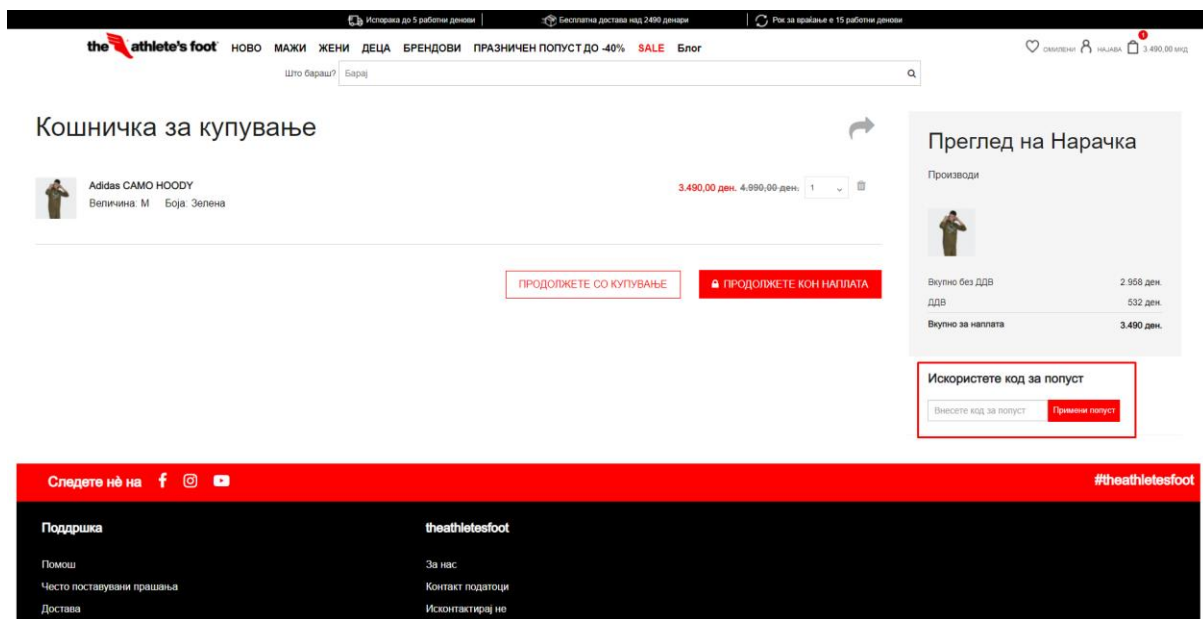 Испорака до 5 работни денови
Бесплатна достава над 2490 денари
Рок за враќање е 15 работни денови
the athlete's foot НОВО МАЖИ ЖЕНИ ДЕЦА БРЕНДОВИ ПРАЗНИЧЕН ПОПУСТ ДО -40% SALE Блог
ОМИЛЕНИ НАЈАВА 1 3.490,00 МКД
Што бараш? Барај
Кошничка за купување
Adidas CAMO HOODY
Величина: M Боја: Зелена
3.490,00 ден. 4.990,00 ден. 1
ПРОДОЛЖЕТЕ СО КУПУВАЊЕ
ПРОДОЛЖЕТЕ КОН НАПЛАТА
Преглед на Нарачка
Производи
Вкупно без ДДВ 2.958 ден.
ДДВ 532 ден.
Вкупно за наплата 3.490 ден.
Искористете код за попуст
Внесете код за попуст Примени попуст
Следете нѐ на
#theathletesfoot
Поддршка
Помош
Често поставувани прашања
Достава
theathletesfoot
За нас
Контакт податоци
Исконтактирај не